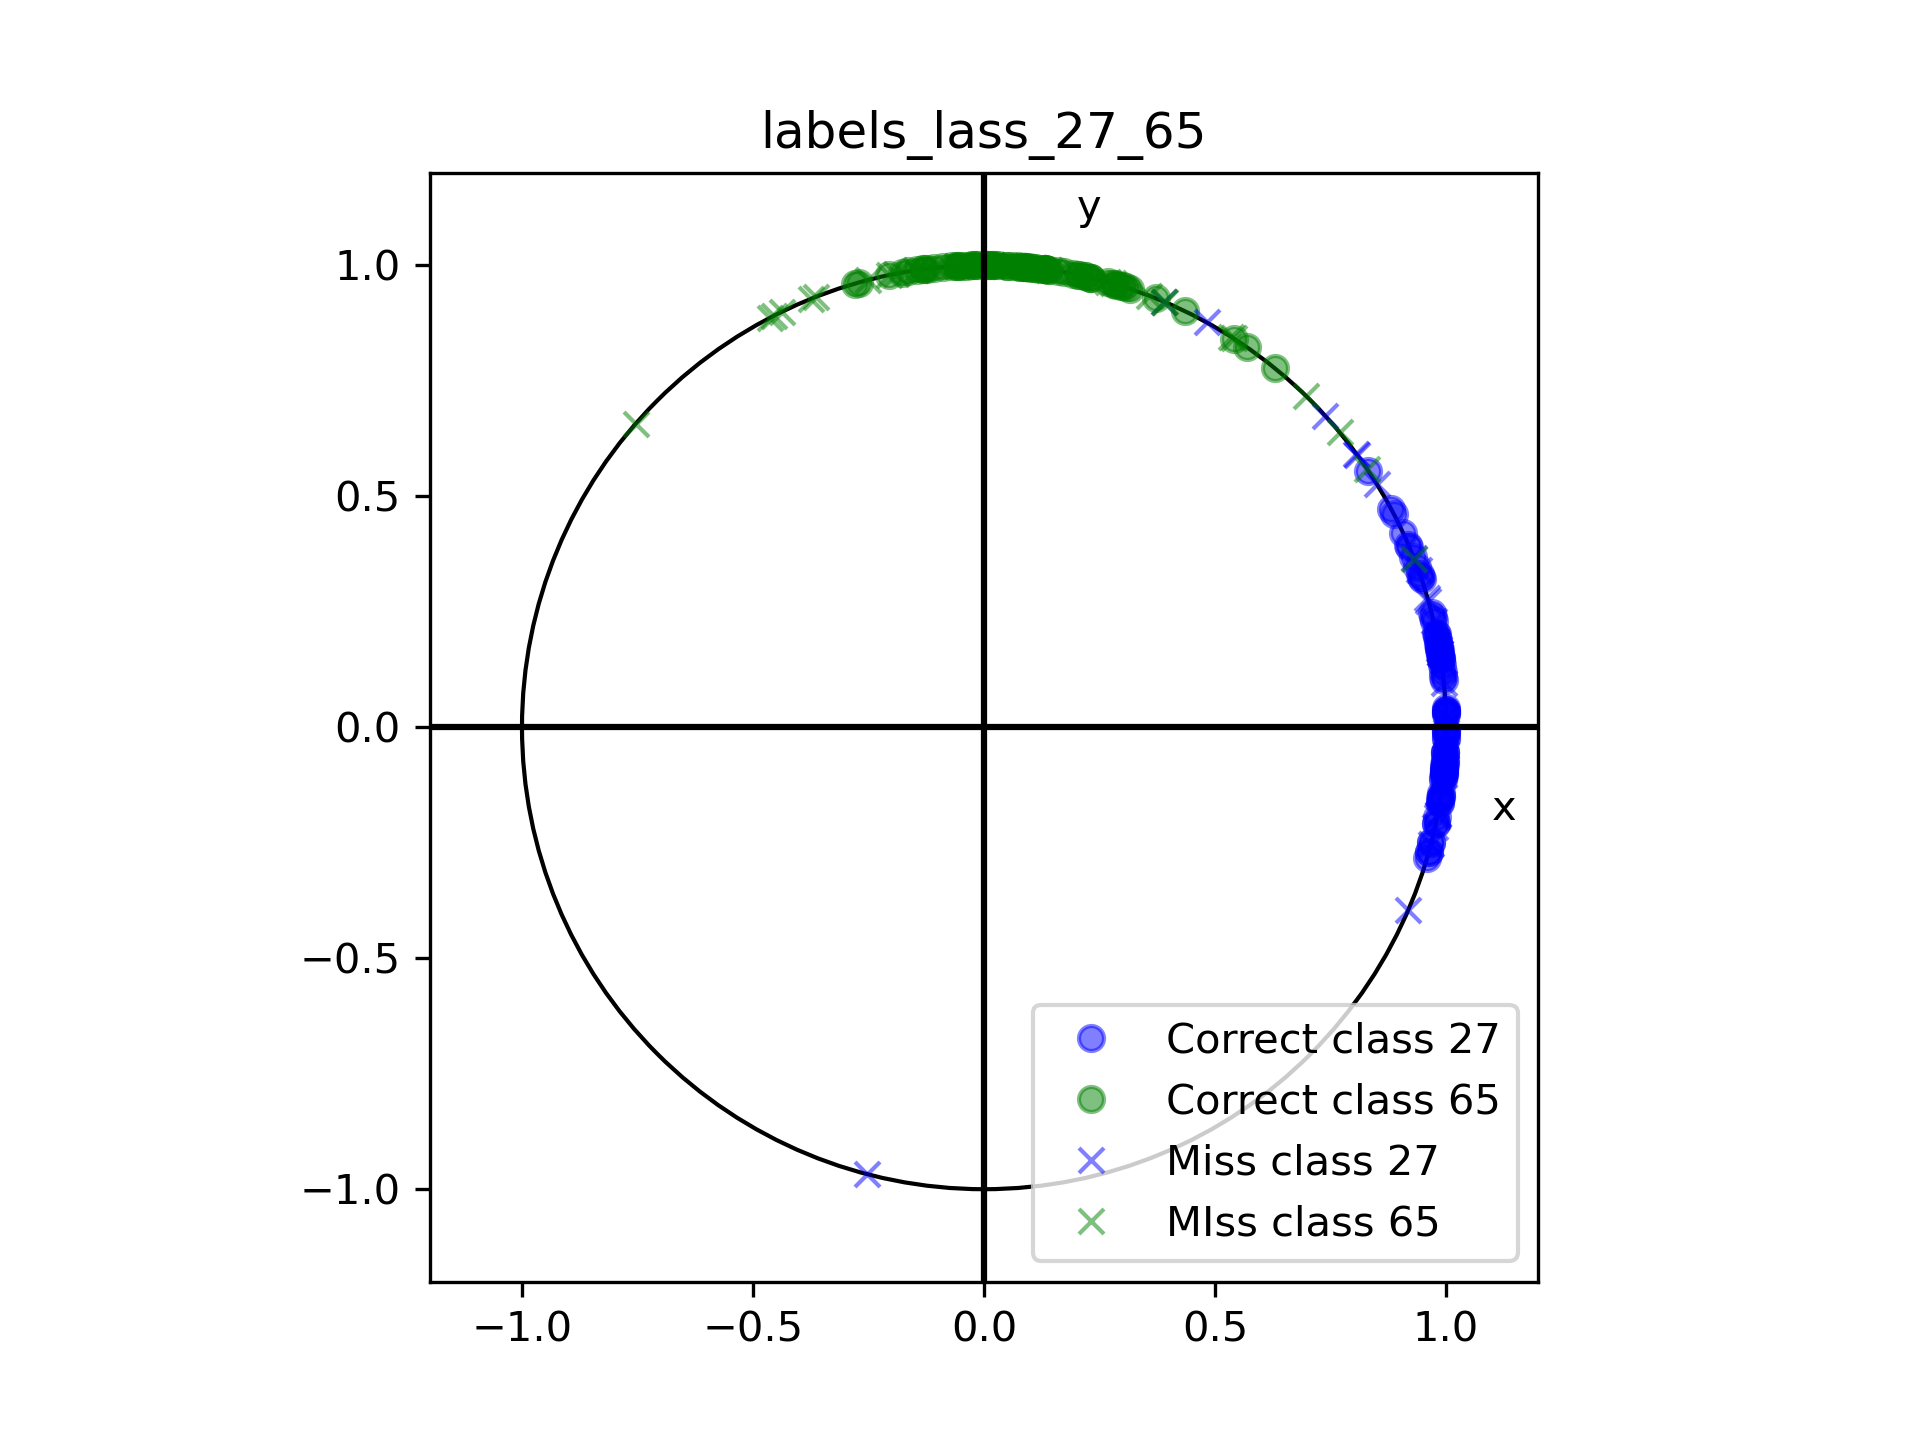 labels_lass_27_65
y
1.0
0.5
0.0
x
−0.5
−1.0
Correct class 27
Correct class 65
Miss class 27
MIss class 65
−1.0 −0.5 0.0 0.5 1.0